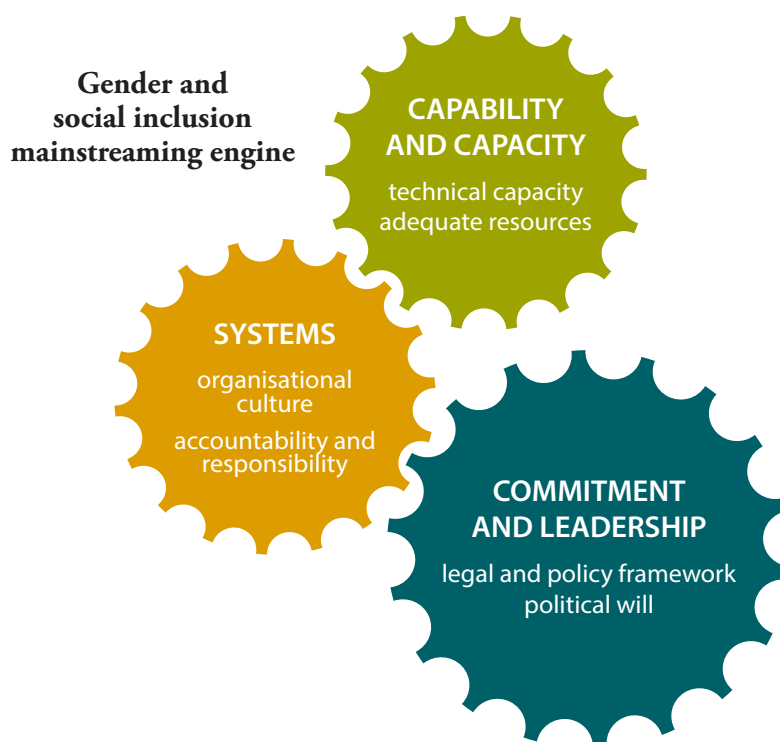 Gender and
social inclusion
mainstreaming engine
CAPABILITY
AND CAPACITY
technical capacity
adequate resources
SYSTEMS
organisational
culture
accountability and
responsibility
COMMITMENT
AND LEADERSHIP
legal and policy framework
political will